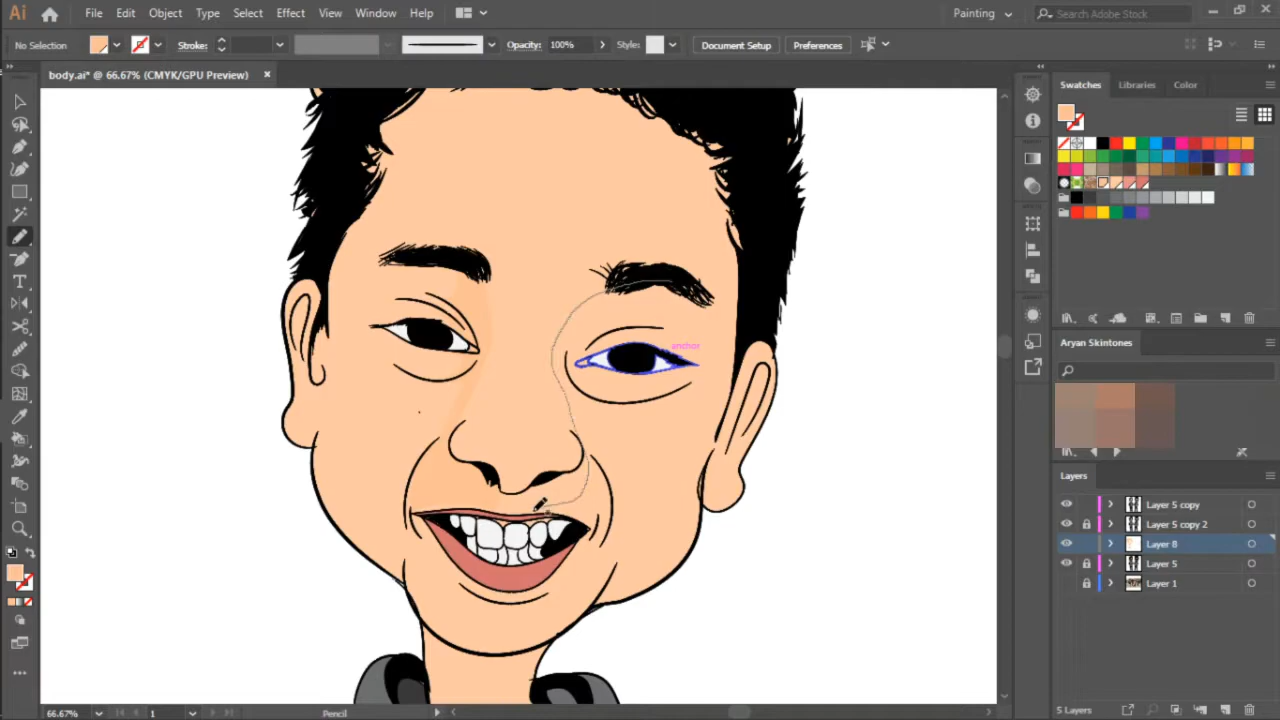 Ai File Edit Object Type Select Effect View Window Help Painting Search Adobe Stock
No Selection Stroke: Opacity: 100% Style: Document Setup Preferences
body.ai* @ 66.67% (CMYK/GPU Preview) ×
Swatches Libraries Color
Aryan Skintones
anchor
Layers
Layer 5 copy
Layer 5 copy 2
Layer 8
Layer 5
Layer 1
66.67% 1 Pencil
5 Layers